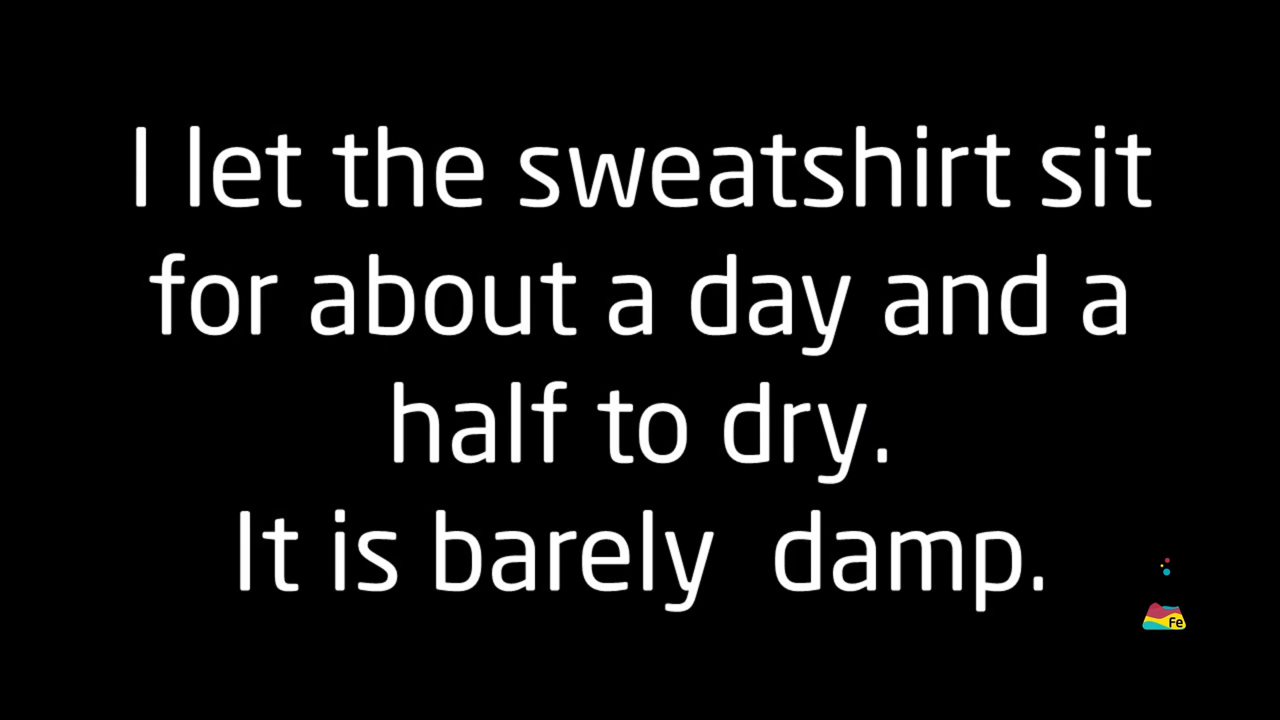 I let the sweatshirt sit
for about a day and a
half to dry.
It is barely  damp.
Fe